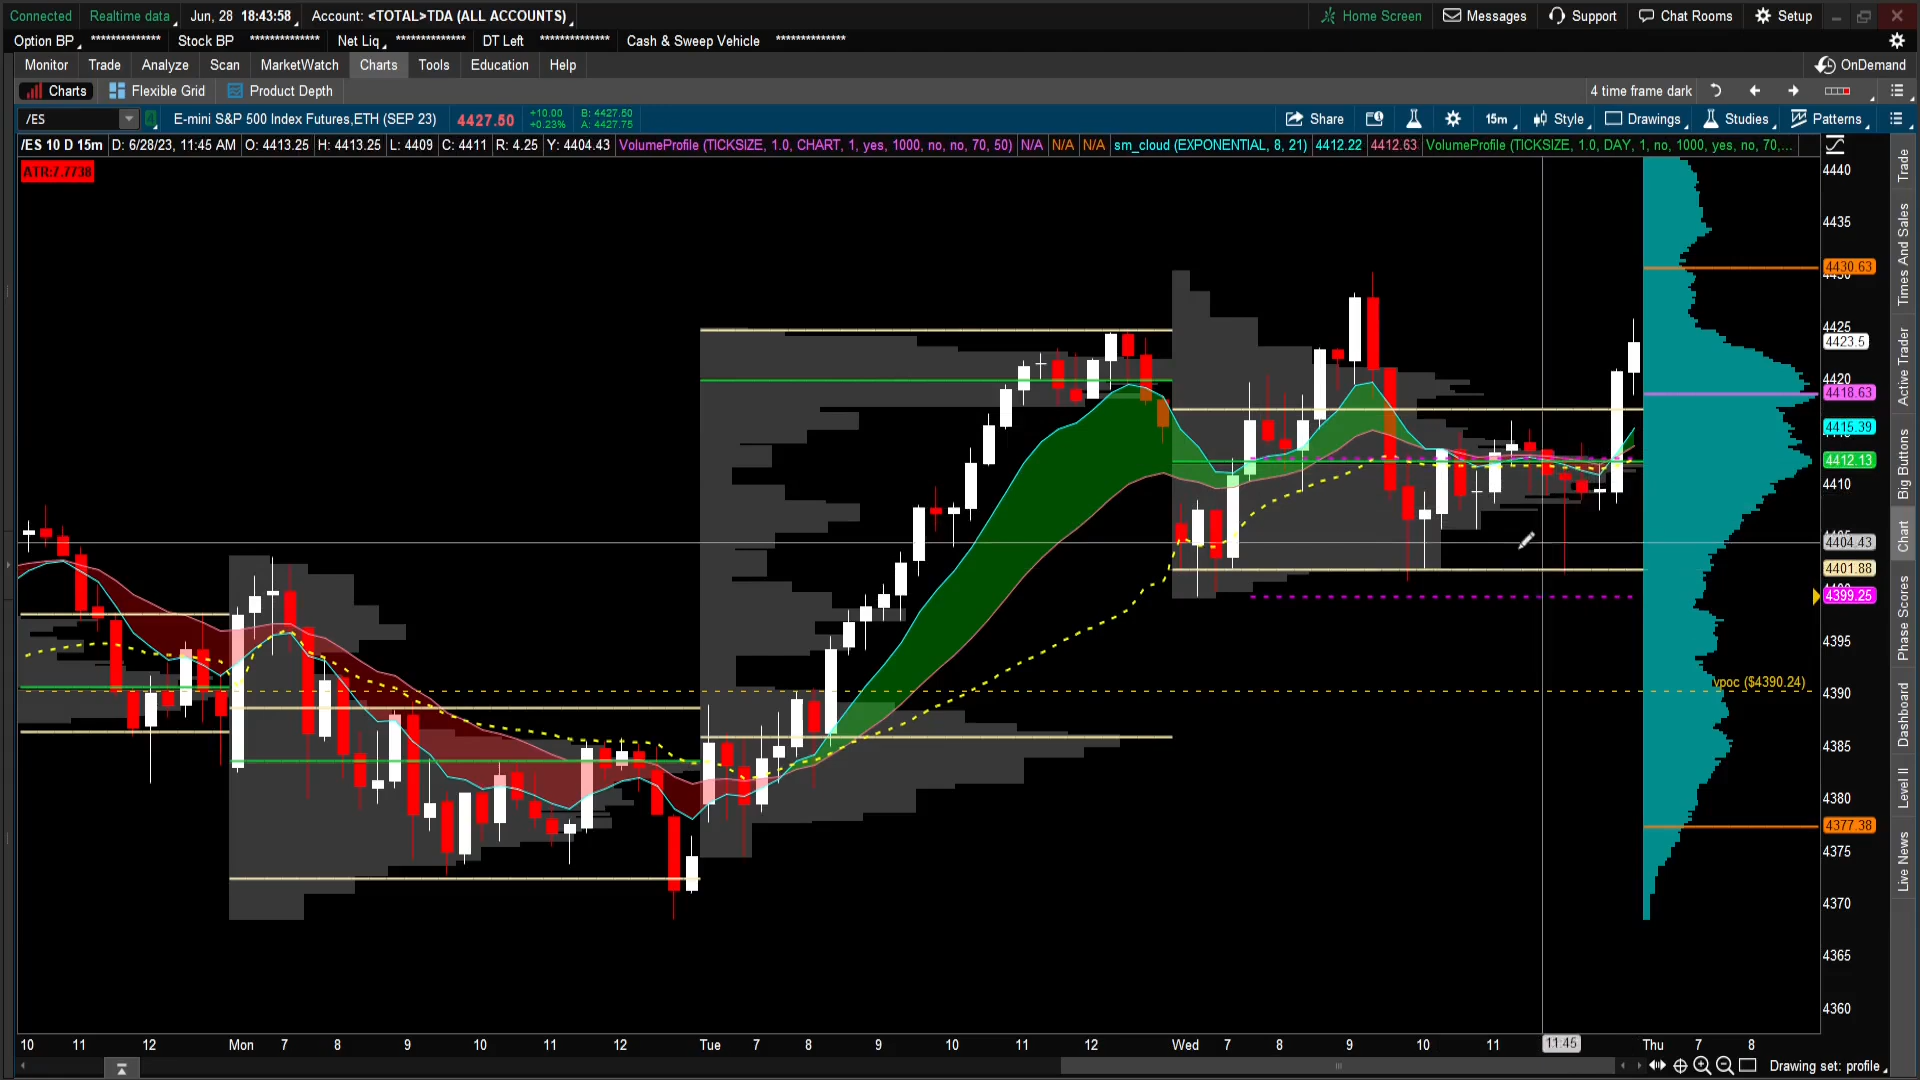 Connected Realtime data Jun, 28 18:43:58 Account: <TOTAL>TDA (ALL ACCOUNTS) Home Screen Messages Support Chat Rooms Setup
Option BP ************** Stock BP ************** Net Liq ************** DT Left ************** Cash & Sweep Vehicle **************
Monitor Trade Analyze Scan MarketWatch Charts Tools Education Help OnDemand
Charts Flexible Grid Product Depth 4 time frame dark
/ES E-mini S&P 500 Index Futures,ETH (SEP 23) 4427.50 +10.00 B: 4427.50 Share 15m Style Drawings Studies Patterns
+0.23% A: 4427.75
/ES 10 D 15m D: 6/28/23, 11:45 AM O: 4413.25 H: 4413.25 L: 4409 C: 4411 R: 4.25 Y: 4404.43 VolumeProfile (TICKSIZE, 1.0, CHART, 1, yes, 1000, no, no, 70, 50) N/A N/A N/A sm_cloud (EXPONENTIAL, 8, 21) 4412.22 4412.63 VolumeProfile (TICKSIZE, 1.0, DAY, 1, no, 1000, yes, no, 70,...
ATR:7.7738
4440
4435
4430.63
4425
4423.5
4420
4418.63
4415.39
4412.13
4410
4404.43
4401.88
4399.25
4395
vpoc ($4390.24)
4390
4385
4380
4377.38
4375
4370
4365
4360
Trade
Times And Sales
Active Trader
Big Buttons
Chart
Phase Scores
Dashboard
Level II
Live News
10 11 12 Mon 7 8 9 10 11 12 Tue 7 8 9 10 11 12 Wed 7 8 9 10 11 11:45 Thu 7 8
Drawing set: profile